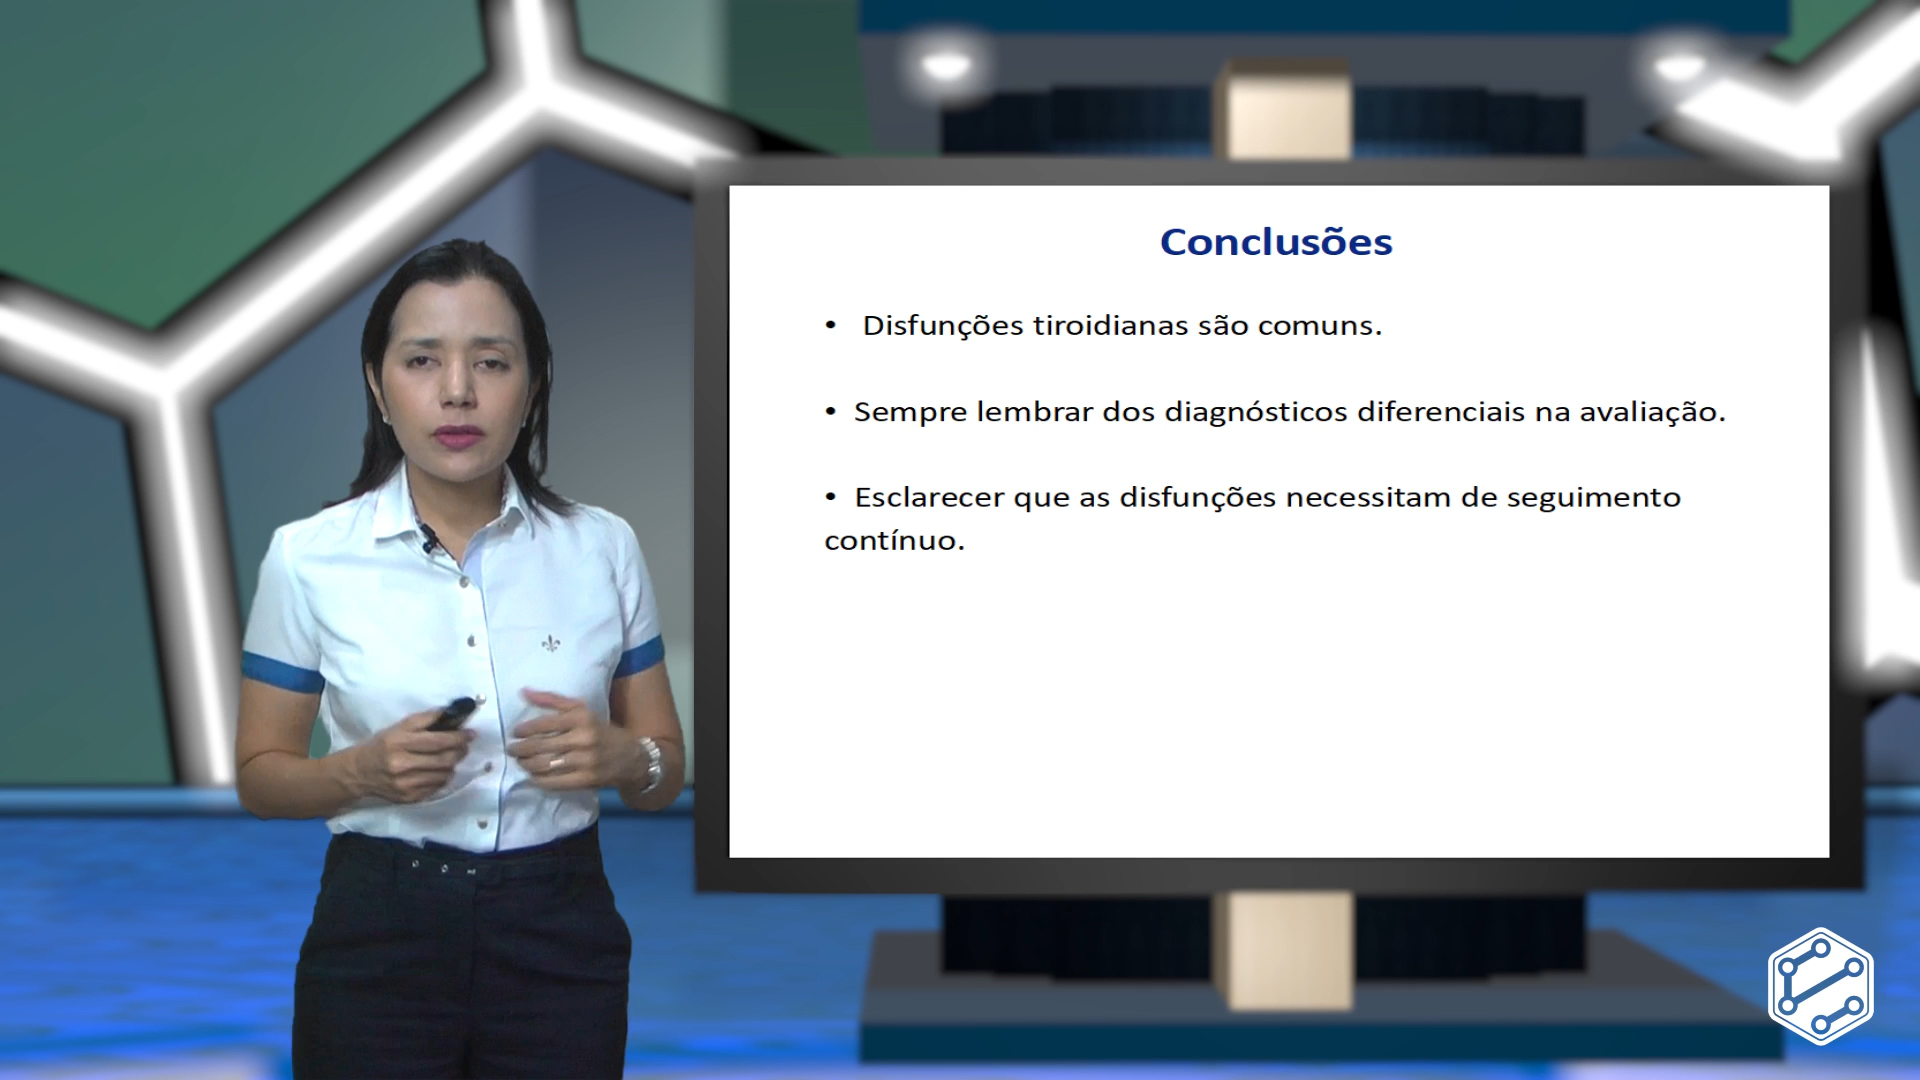 Conclusões
• Disfunções tiroidianas são comuns.
• Sempre lembrar dos diagnósticos diferenciais na avaliação.
• Esclarecer que as disfunções necessitam de seguimento
contínuo.